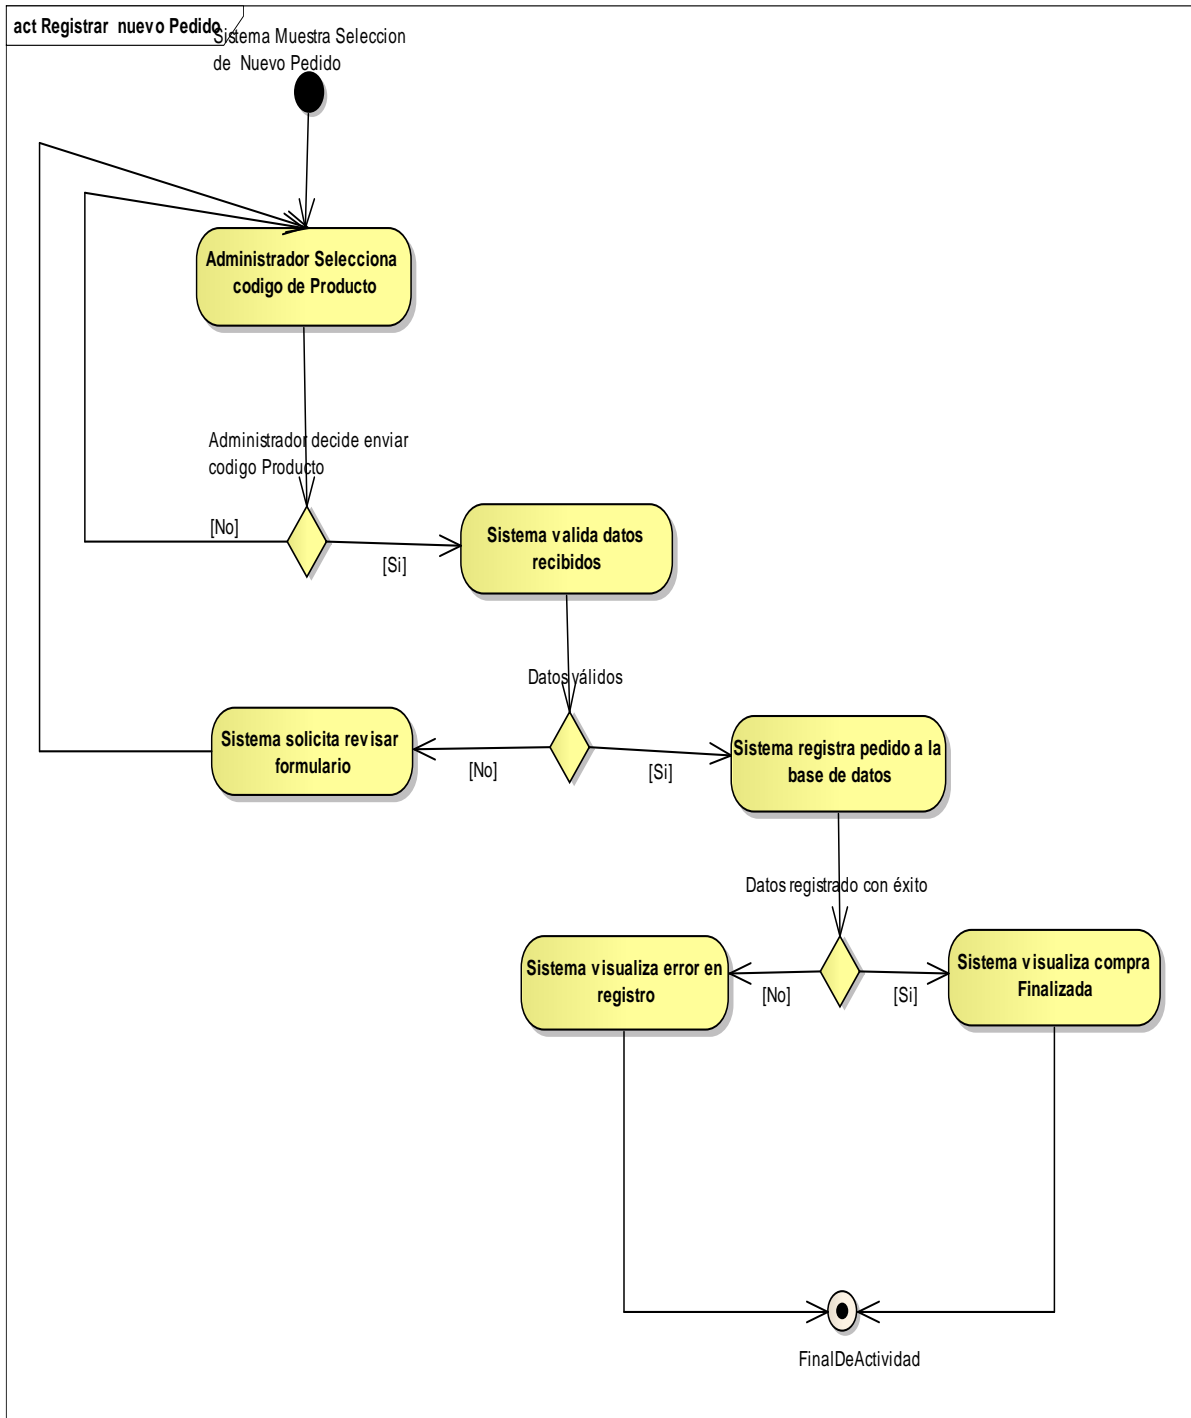 act Registrar nuevo Pedido
Sistema Muestra Seleccion
de Nuevo Pedido
Administrador Selecciona
codigo de Producto
Administrador decide enviar
codigo Producto
[No]
[Si]
Sistema valida datos
recibidos
Datos válidos
[No]
[Si]
Sistema solicita revisar
formulario
Sistema registra pedido a la
base de datos
Datos registrado con éxito
[No]
[Si]
Sistema visualiza error en
registro
Sistema visualiza compra
Finalizada
FinalDeActividad